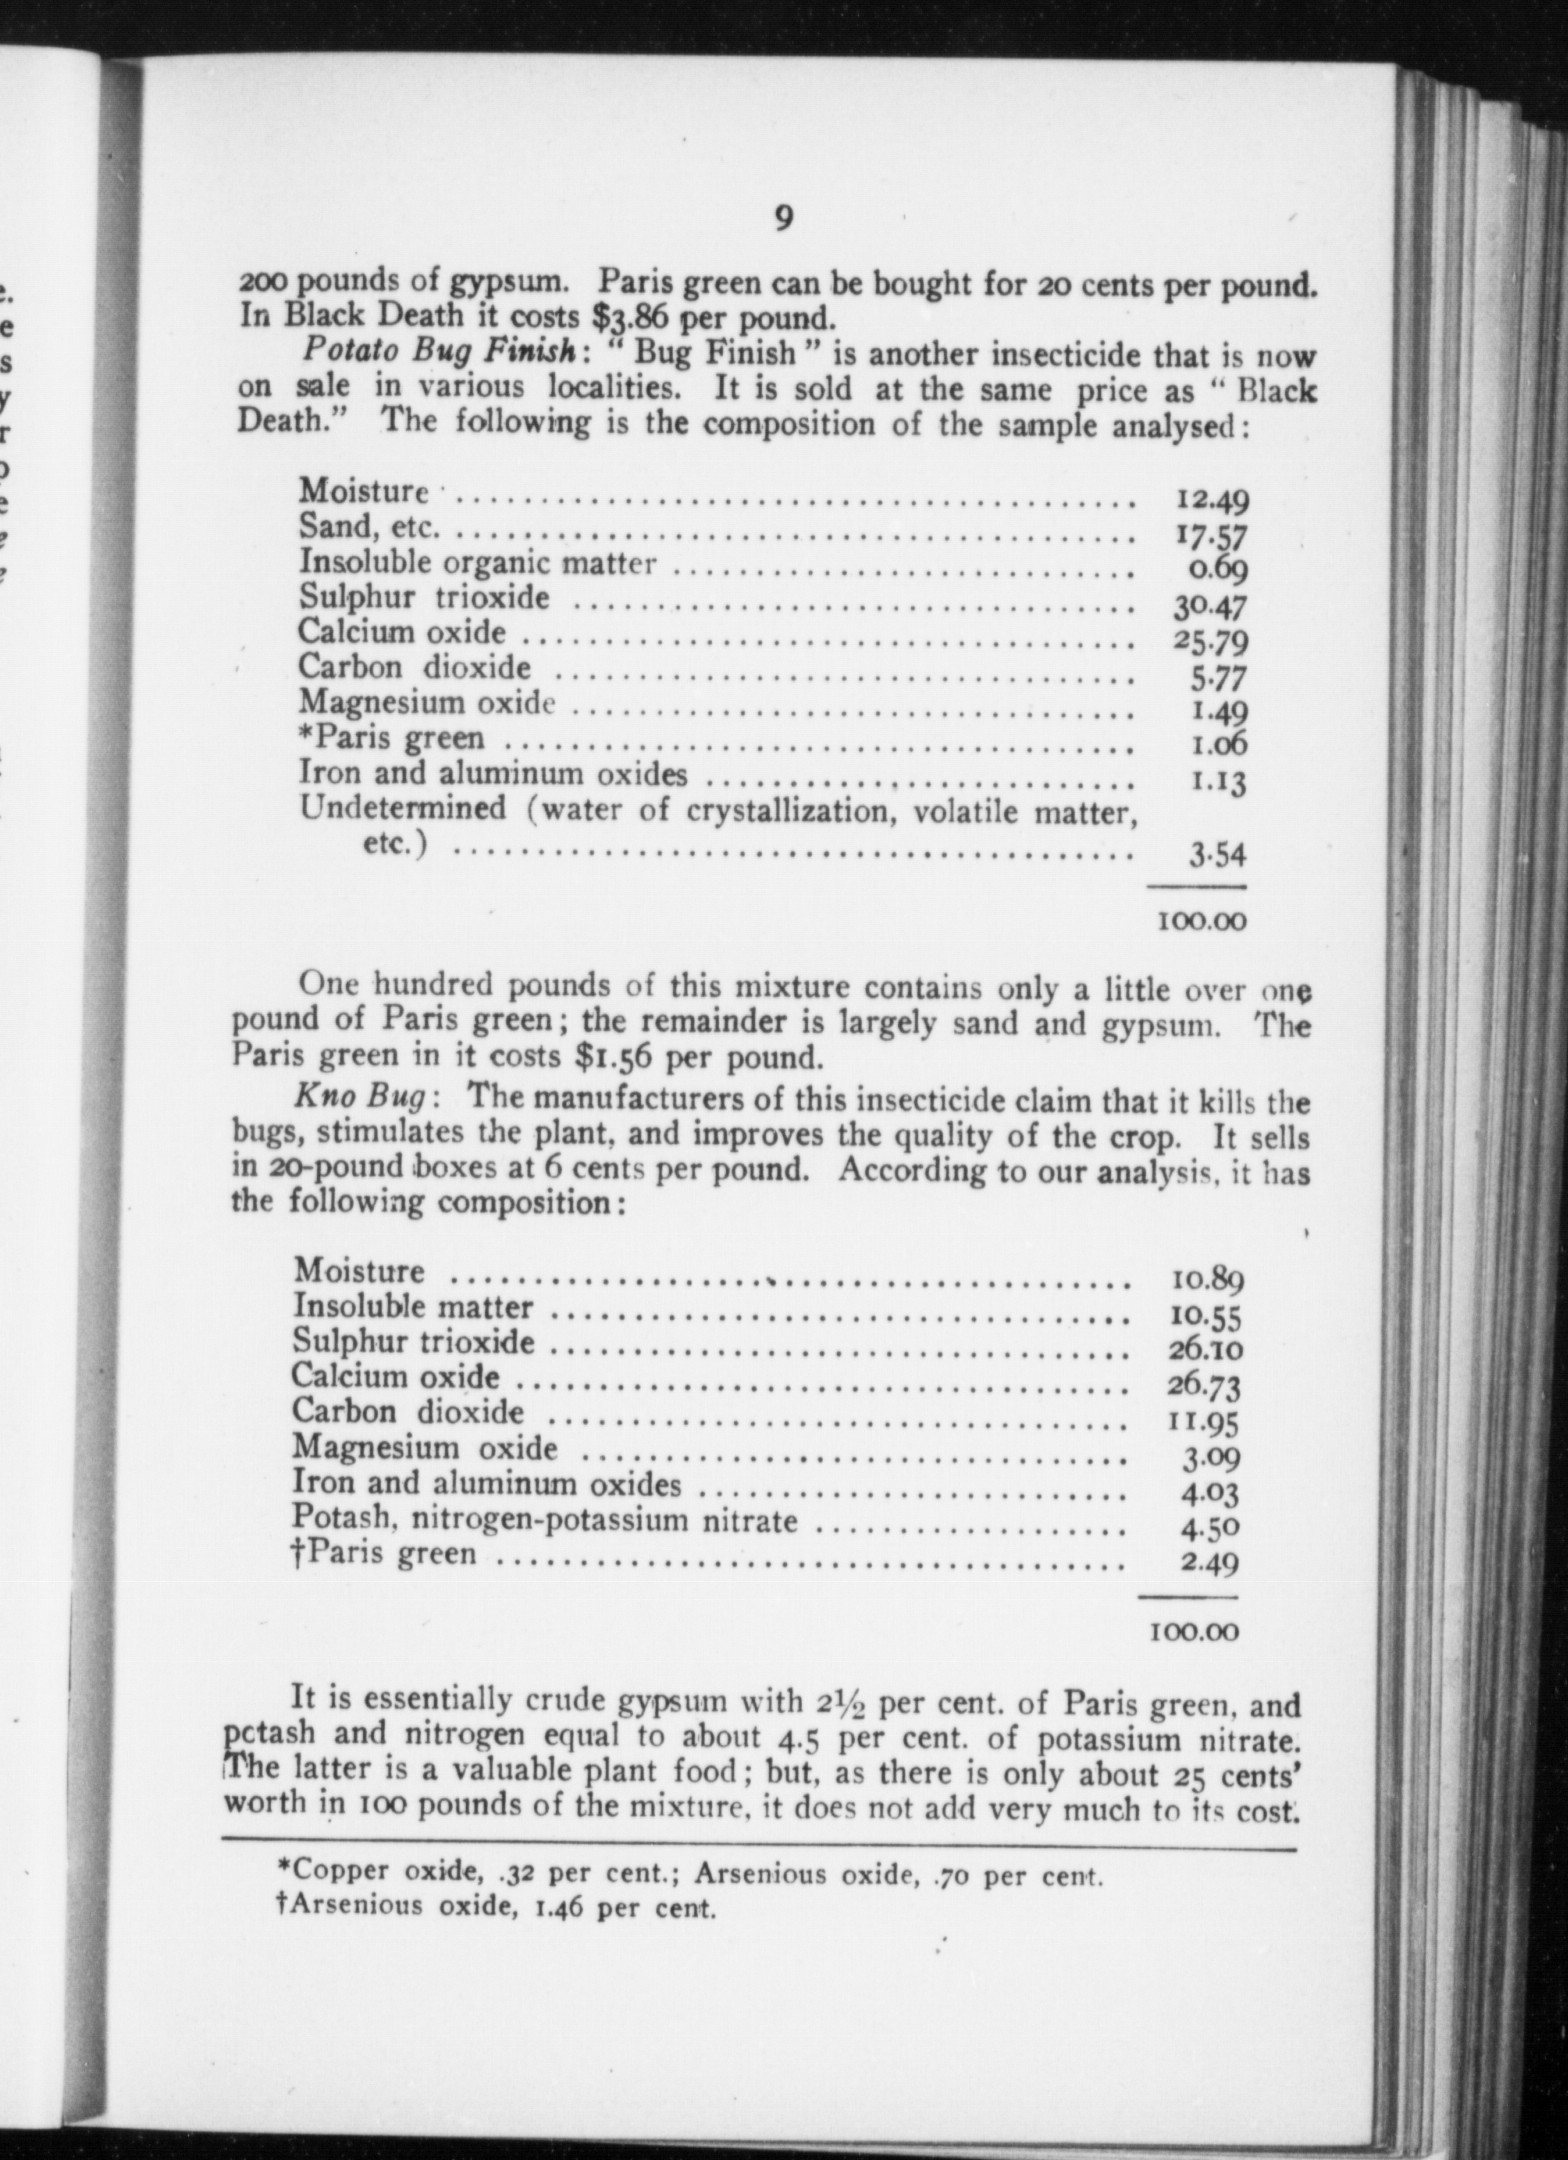 9
200 pounds of gypsum. Paris green can be bought for 20 cents per pound.
In Black Death it costs $3.86 per pound.
Potato Bug Finish: “ Bug Finish ” is another insecticide that is now
on sale in various localities. It is sold at the same price as “ Black
Death.” The following is the composition of the sample analysed:
Moisture ........................................ 12.49
Sand, etc. ........................................ 17.57
Insoluble organic matter ............................ 0.69
Sulphur trioxide .................................. 30.47
Calcium oxide ..................................... 25.79
Carbon dioxide ................................... 5.77
Magnesium oxide .................................. 1.49
*Paris green ...................................... 1.06
Iron and aluminum oxides .......................... 1.13
Undetermined (water of crystallization, volatile matter,
etc.) ......................................... 3.54
100.00
One hundred pounds of this mixture contains only a little over one
pound of Paris green; the remainder is largely sand and gypsum. The
Paris green in it costs $1.56 per pound.
Kno Bug: The manufacturers of this insecticide claim that it kills the
bugs, stimulates the plant, and improves the quality of the crop. It sells
in 20-pound boxes at 6 cents per pound. According to our analysis, it has
the following composition:
Moisture ......................................... 10.89
Insoluble matter ................................... 10.55
Sulphur trioxide ................................... 26.10
Calcium oxide ..................................... 26.73
Carbon dioxide ................................... 11.95
Magnesium oxide ................................. 3.09
Iron and aluminum oxides .......................... 4.03
Potash, nitrogen-potassium nitrate ................... 4.50
†Paris green ...................................... 2.49
100.00
It is essentially crude gypsum with 2½ per cent. of Paris green, and
potash and nitrogen equal to about 4.5 per cent. of potassium nitrate.
The latter is a valuable plant food; but, as there is only about 25 cents’
worth in 100 pounds of the mixture, it does not add very much to its cost.
*Copper oxide, .32 per cent.; Arsenious oxide, .70 per cent.
†Arsenious oxide, 1.46 per cent.